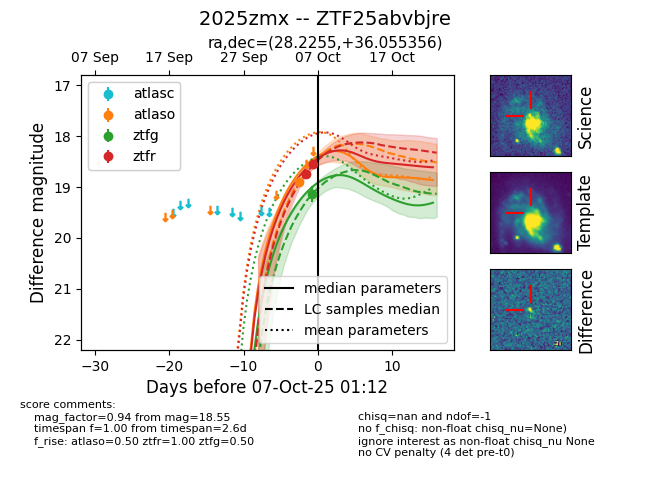 2025zmx -- ZTF25abvbjre
ra,dec=(28.2255,+36.055356)
07 Sep 17 Sep 27 Sep 07 Oct 17 Oct
17
18
19
20
21
22
Difference magnitude
atlasc
atlaso
ztfg
ztfr
median parameters
LC samples median
mean parameters
−30 −20 −10 0 10
Days before 07-Oct-25 01:12
Science
Template
Difference
score comments:
mag_factor=0.94 from mag=18.55
timespan f=1.00 from timespan=2.6d
f_rise: atlaso=0.50 ztfr=1.00 ztfg=0.50
chisq=nan and ndof=-1
no f_chisq: non-float chisq_nu=None)
ignore interest as non-float chisq_nu None
no CV penalty (4 det pre-t0)